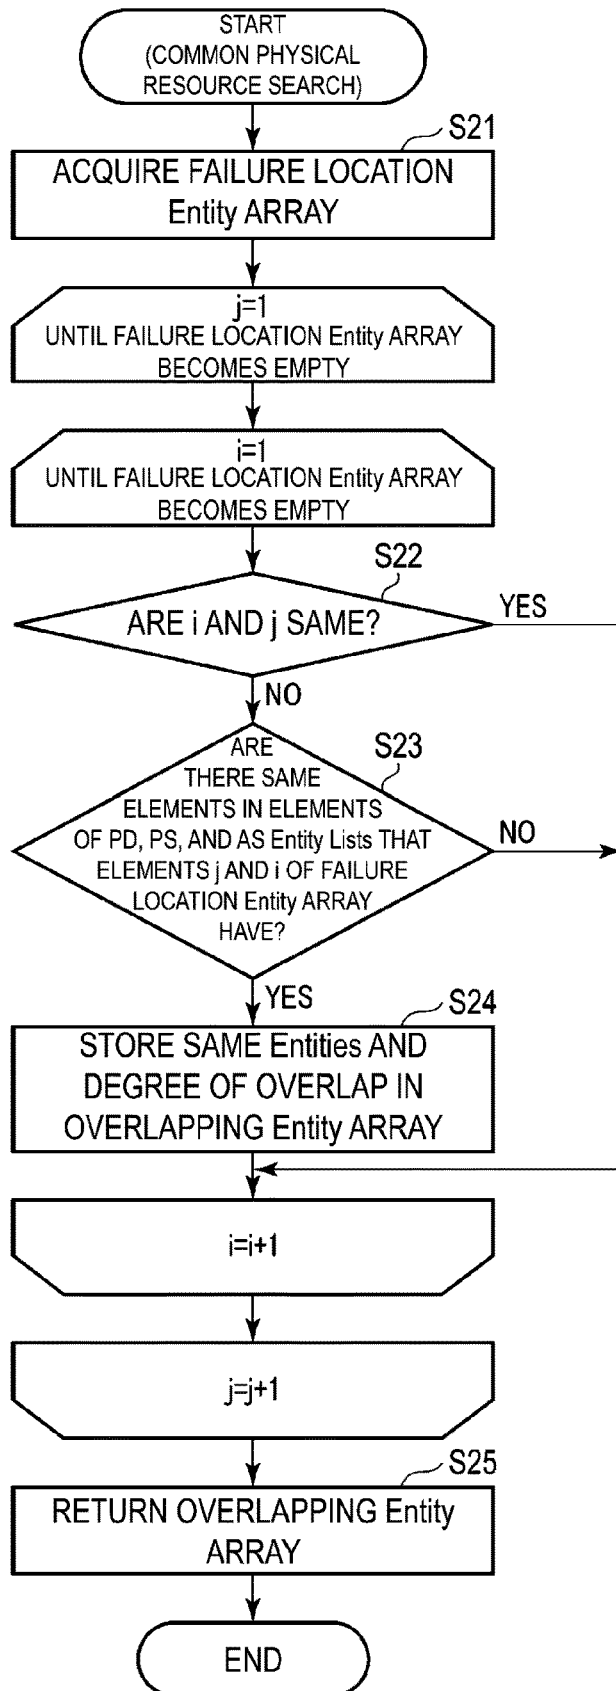 START
(COMMON PHYSICAL
RESOURCE SEARCH)
S21
ACQUIRE FAILURE LOCATION
Entity ARRAY
j=1
UNTIL FAILURE LOCATION Entity ARRAY
BECOMES EMPTY
i=1
UNTIL FAILURE LOCATION Entity ARRAY
BECOMES EMPTY
S22
ARE i AND j SAME?
YES
NO
S23
ARE
THERE SAME
ELEMENTS IN ELEMENTS
OF PD, PS, AND AS Entity Lists THAT
ELEMENTS j AND i OF FAILURE
LOCATION Entity ARRAY
HAVE?
NO
YES
S24
STORE SAME Entities AND
DEGREE OF OVERLAP IN
OVERLAPPING Entity ARRAY
i=i+1
j=j+1
S25
RETURN OVERLAPPING Entity
ARRAY
END